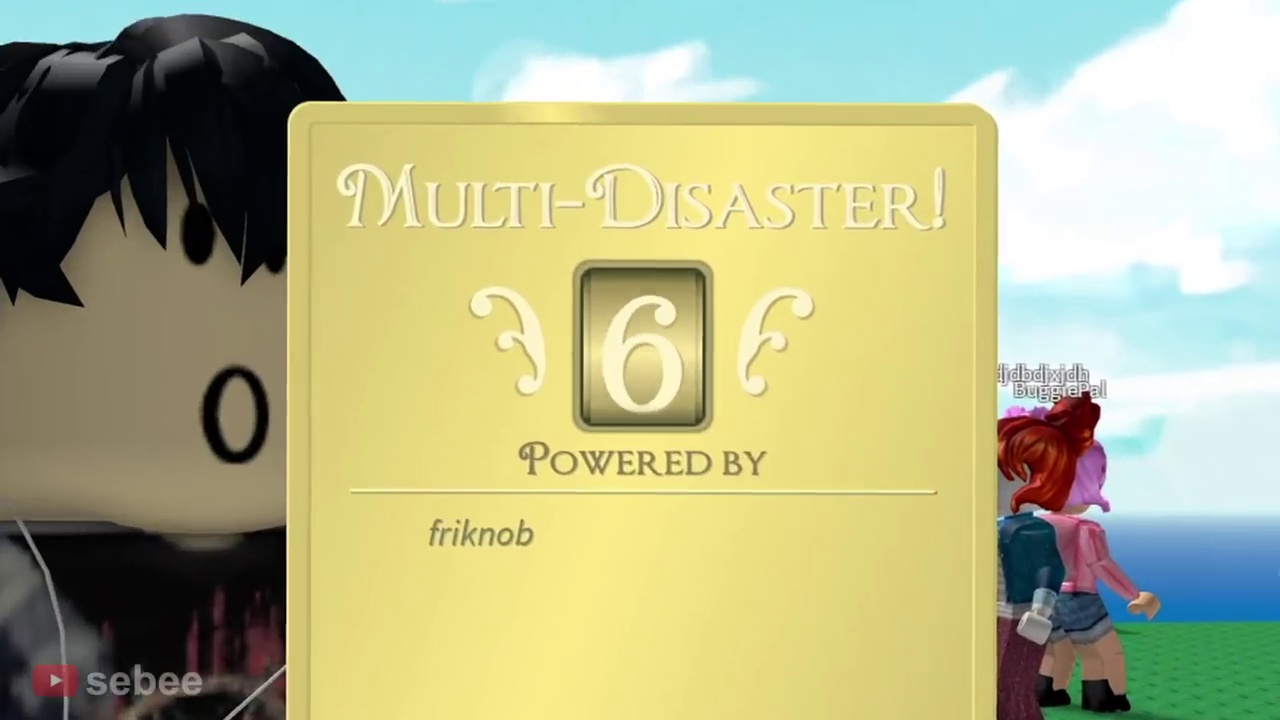 Multi-Disaster!
6
Powered by
friknob
djdbdjxjdh
BuggiePal
sebee